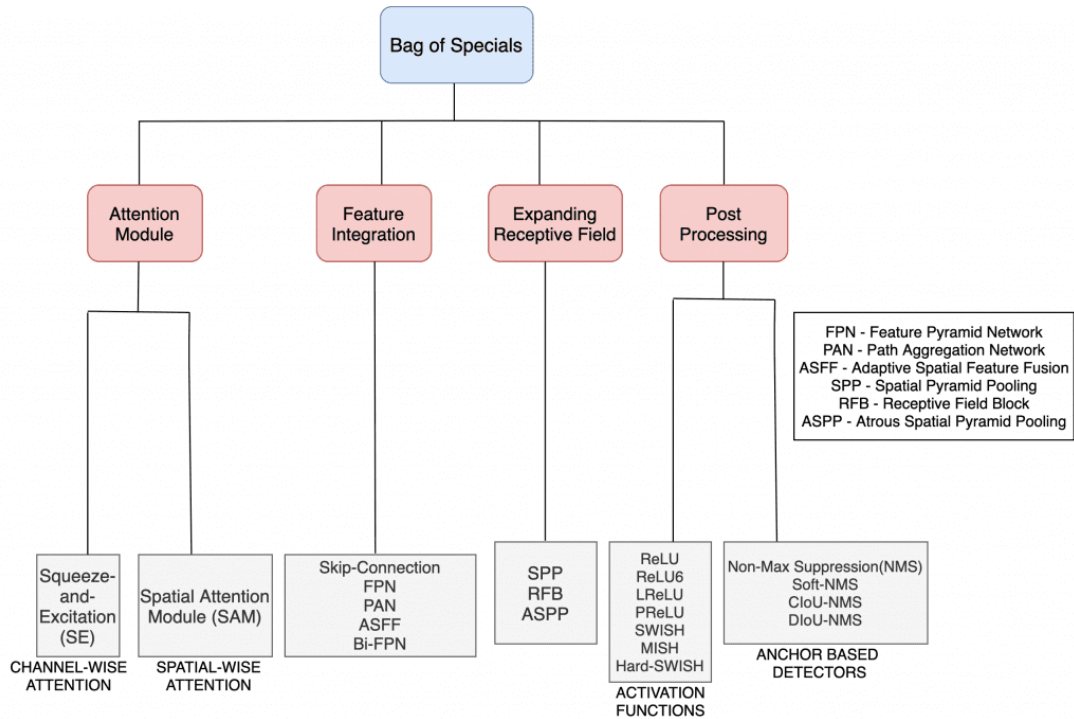 Bag of Specials
Attention
Module
Feature
Integration
Expanding
Receptive Field
Post
Processing
FPN - Feature Pyramid Network
PAN - Path Aggregation Network
ASFF - Adaptive Spatial Feature Fusion
SPP - Spatial Pyramid Pooling
RFB - Receptive Field Block
ASPP - Atrous Spatial Pyramid Pooling
Squeeze-
and-
Excitation
(SE)
CHANNEL-WISE
ATTENTION
Spatial Attention
Module (SAM)
SPATIAL-WISE
ATTENTION
Skip-Connection
FPN
PAN
ASFF
Bi-FPN
SPP
RFB
ASPP
ReLU
ReLU6
LReLU
PReLU
SWISH
MISH
Hard-SWISH
ACTIVATION
FUNCTIONS
Non-Max Suppression(NMS)
Soft-NMS
CIoU-NMS
DIoU-NMS
ANCHOR BASED
DETECTORS